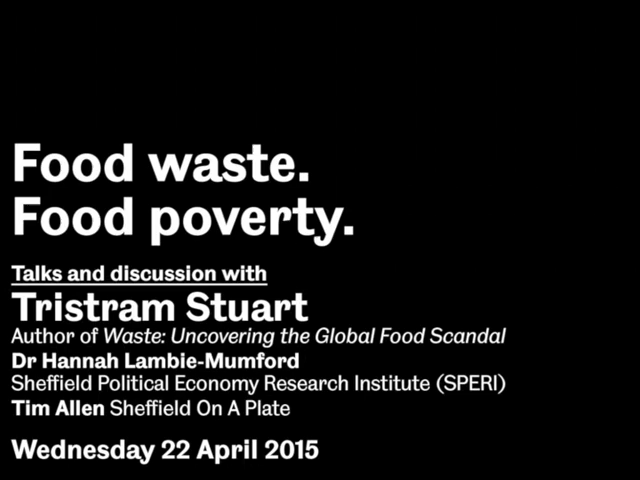 Food waste.
Food poverty.
Talks and discussion with
Tristram Stuart
Author of Waste: Uncovering the Global Food Scandal
Dr Hannah Lambie-Mumford
Sheffield Political Economy Research Institute (SPERI)
Tim Allen Sheffield On A Plate
Wednesday 22 April 2015